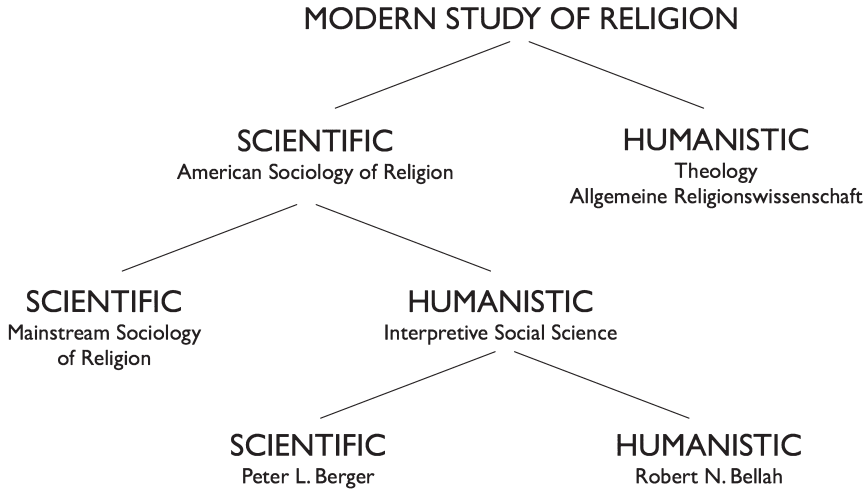 MODERN STUDY OF RELIGION
SCIENTIFIC
American Sociology of Religion
HUMANISTIC
Theology
Allgemeine Religionswissenschaft
SCIENTIFIC
Mainstream Sociology
of Religion
HUMANISTIC
Interpretive Social Science
SCIENTIFIC
Peter L. Berger
HUMANISTIC
Robert N. Bellah